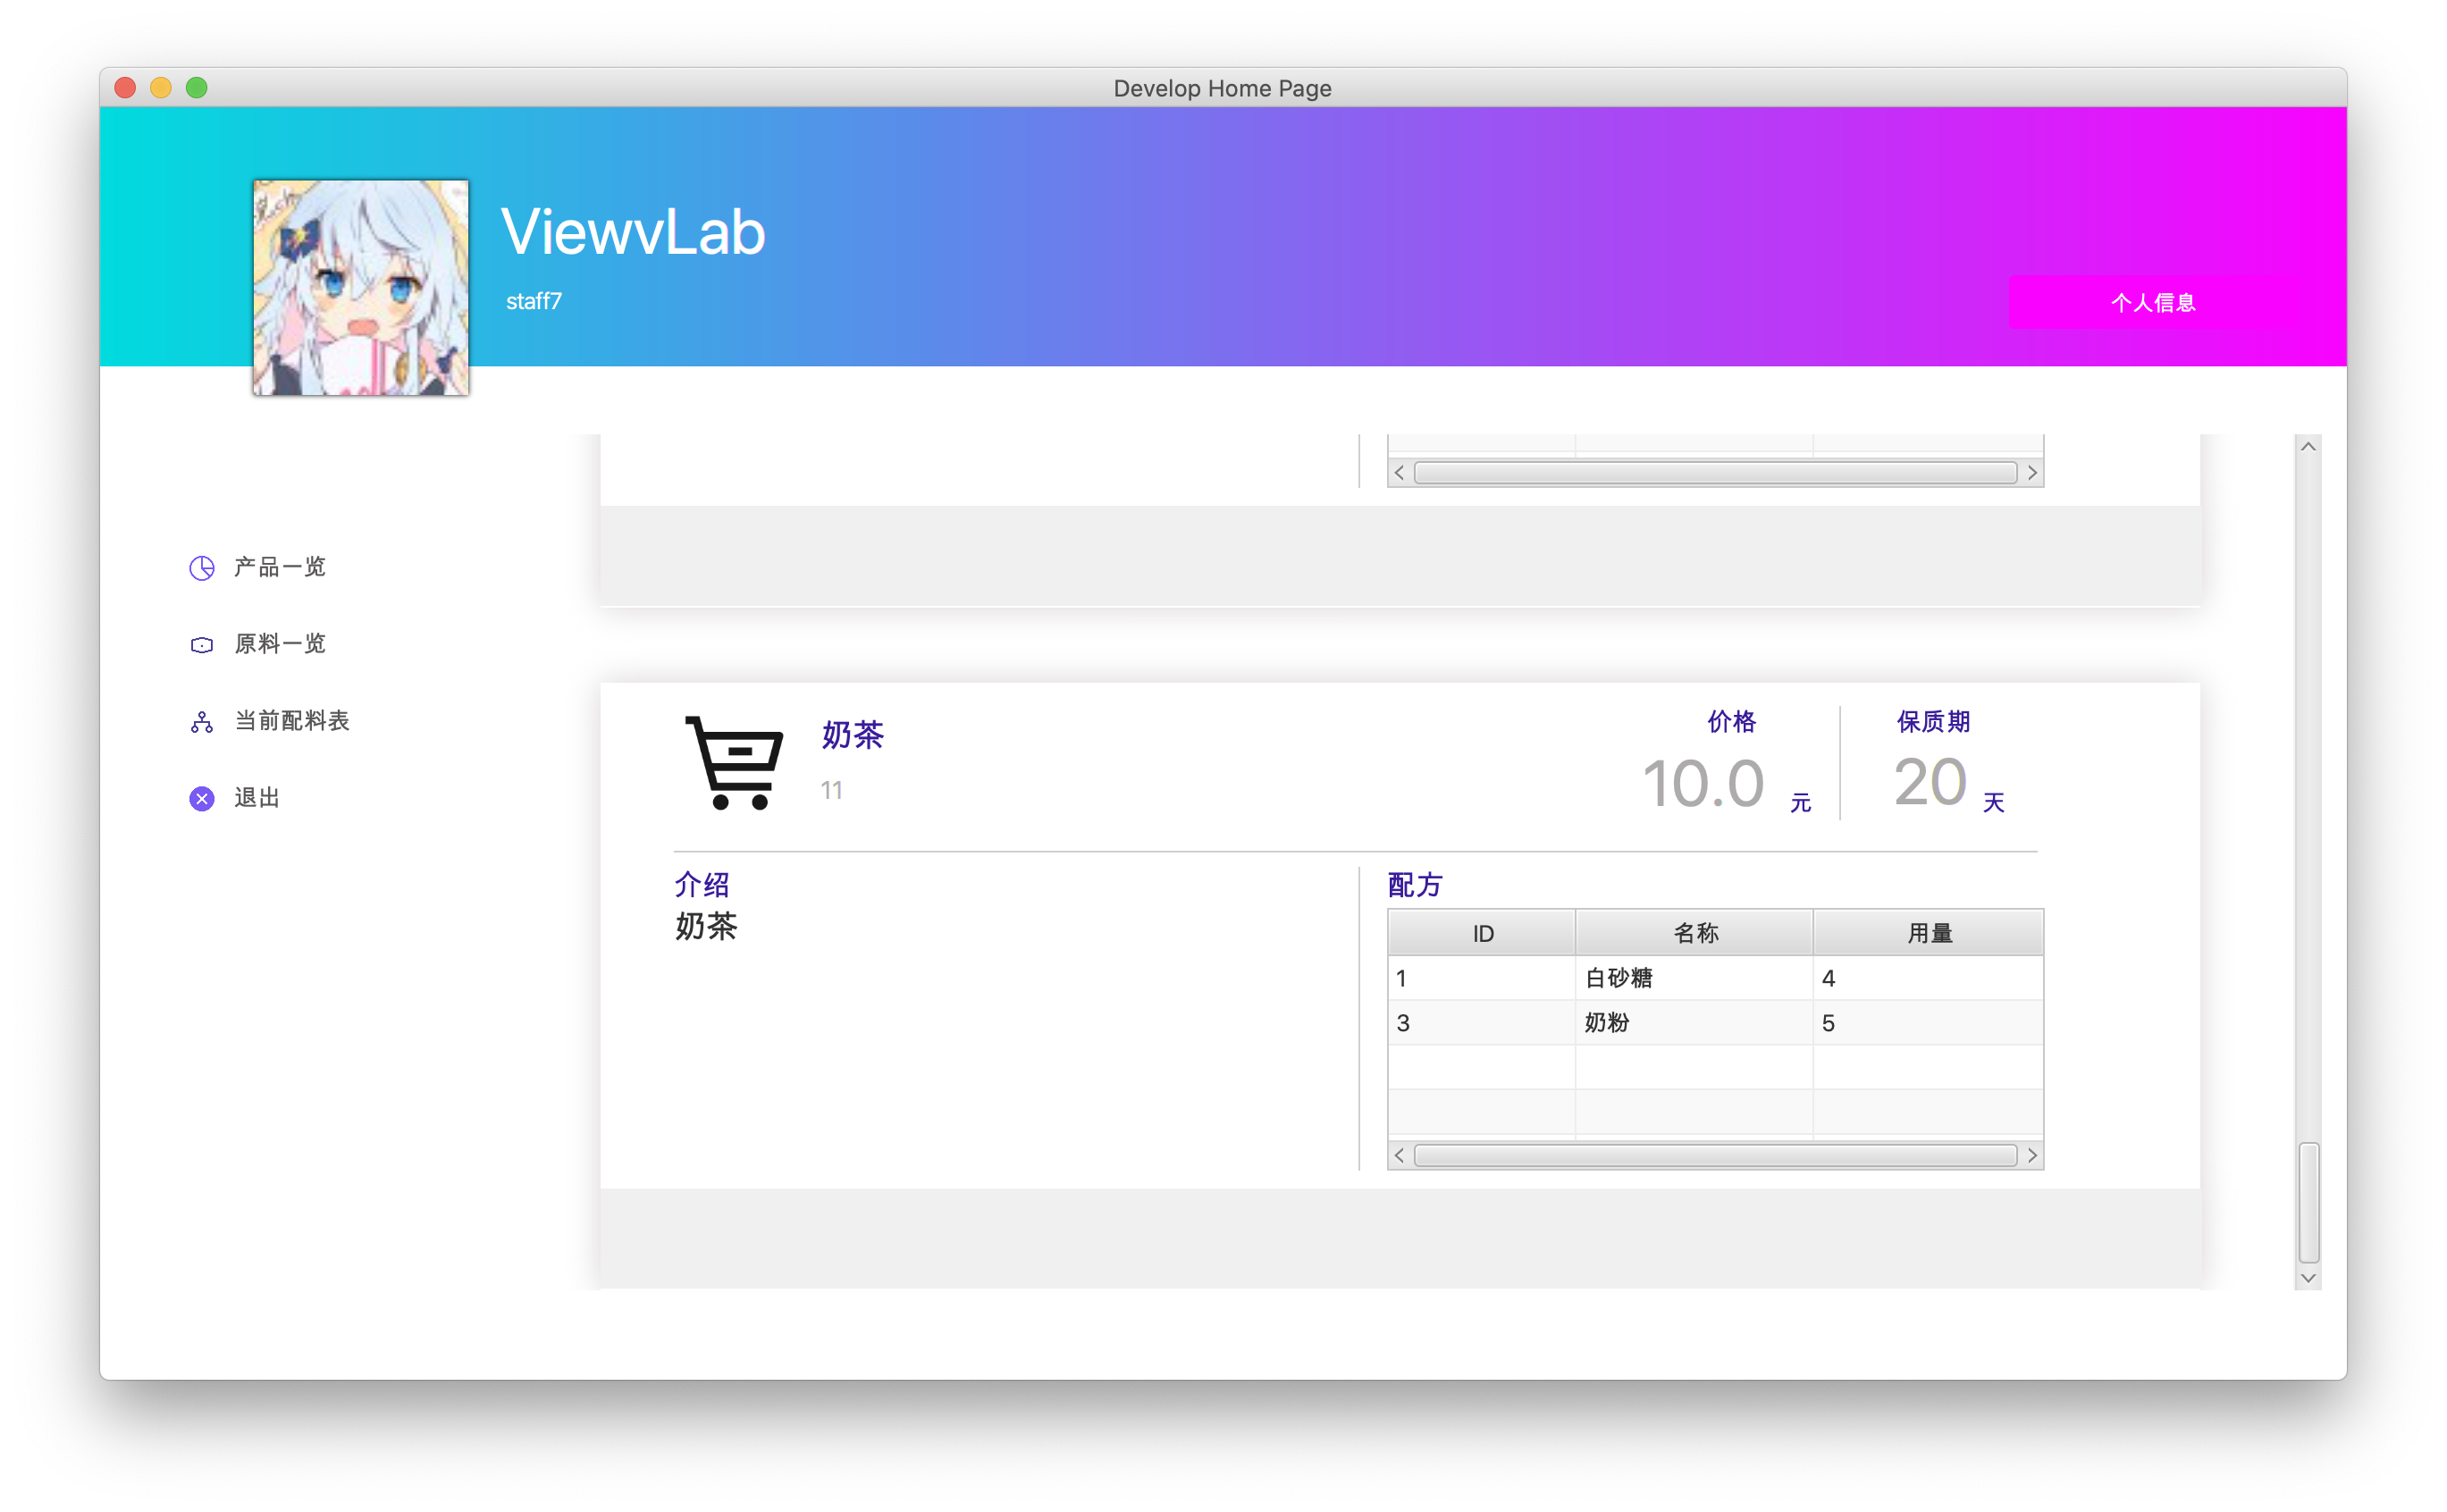 Develop Home Page
ViewvLab
staff7
个人信息
产品一览
原料一览
当前配料表
退出
奶茶
11
价格
10.0 元
保质期
20 天
介绍
奶茶
配方
ID 名称 用量
1 白砂糖 4
3 奶粉 5